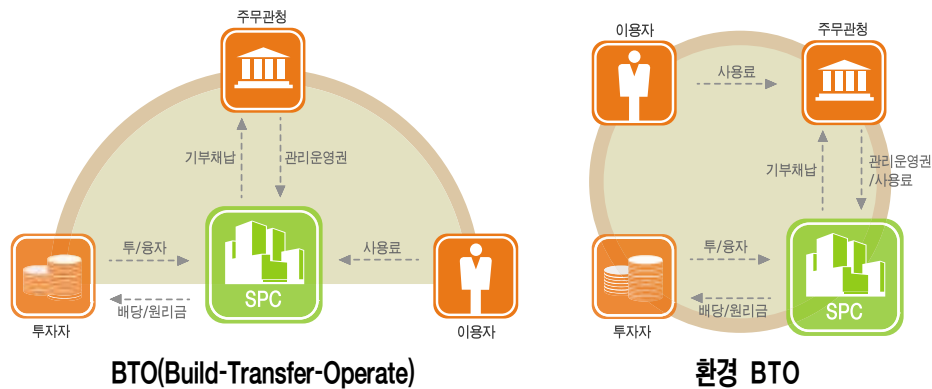 주무관청
기부채납
관리운영권
투/융자
SPC
사용료
배당/원리금
투자자
이용자
BTO(Build-Transfer-Operate)
이용자
주무관청
사용료
기부채납
관리운영권
/사용료
투/융자
SPC
배당/원리금
투자자
환경 BTO